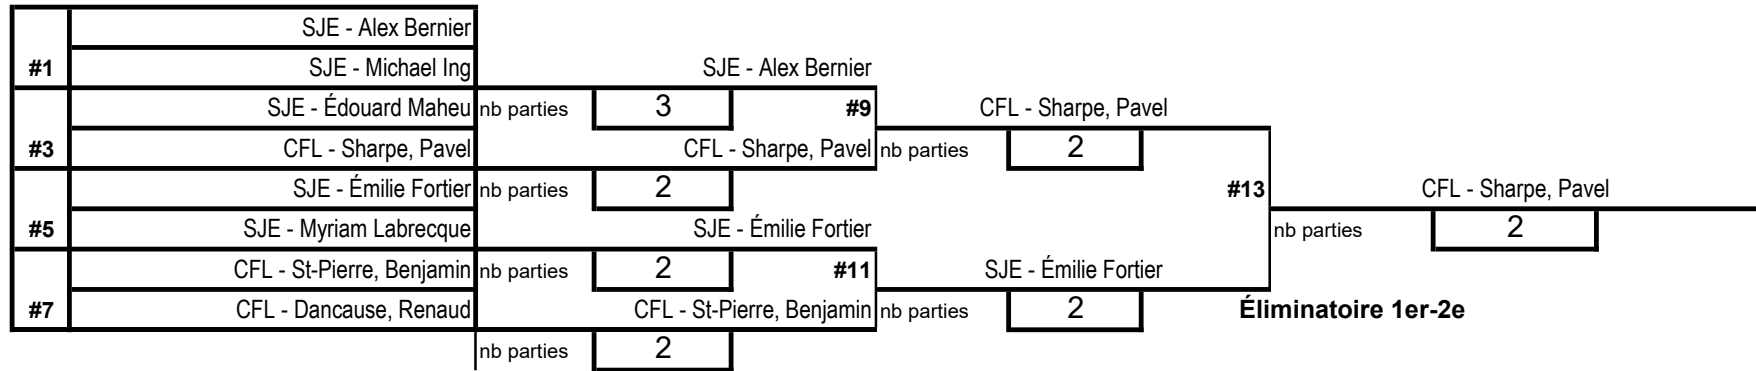 SJE - Alex Bernier
#1 SJE - Michael Ing SJE - Alex Bernier
SJE - Édouard Maheu nb parties 3 #9 CFL - Sharpe, Pavel
#3 CFL - Sharpe, Pavel CFL - Sharpe, Pavel nb parties 2
SJE - Émilie Fortier nb parties 2 #13 CFL - Sharpe, Pavel
#5 SJE - Myriam Labrecque SJE - Émilie Fortier nb parties 2
CFL - St-Pierre, Benjamin nb parties 2 #11 SJE - Émilie Fortier
#7 CFL - Dancause, Renaud CFL - St-Pierre, Benjamin nb parties 2 Éliminatoire 1er-2e
nb parties 2